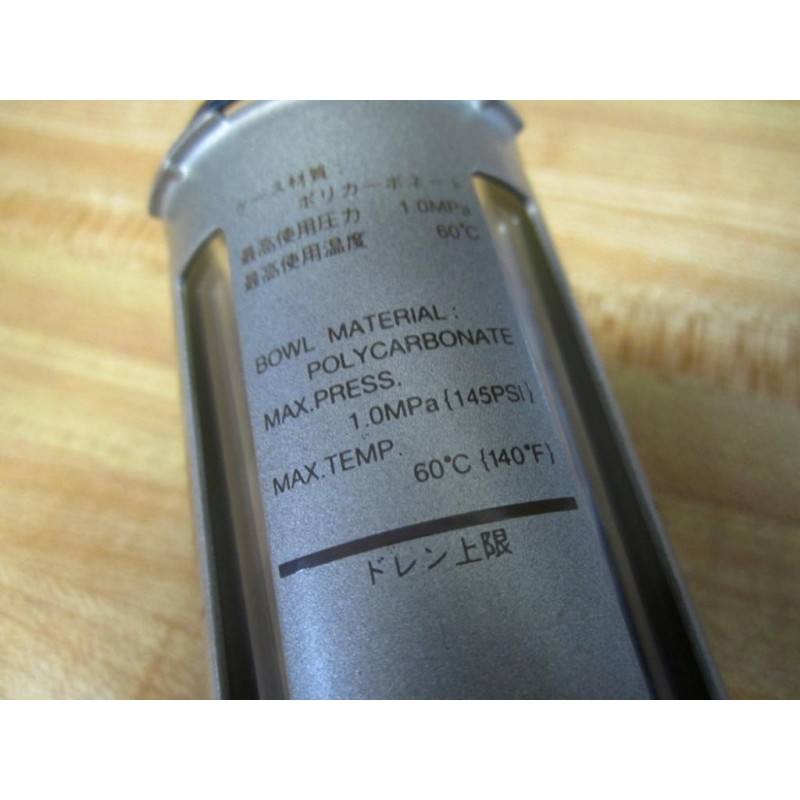 ケース材質：
ポリカーボネート
最高使用圧力 1.0MPa
最高使用温度 60℃
BOWL MATERIAL:
POLYCARBONATE
MAX.PRESS.
1.0MPa{145PSI}
MAX.TEMP.
60℃ {140°F}
ドレン上限